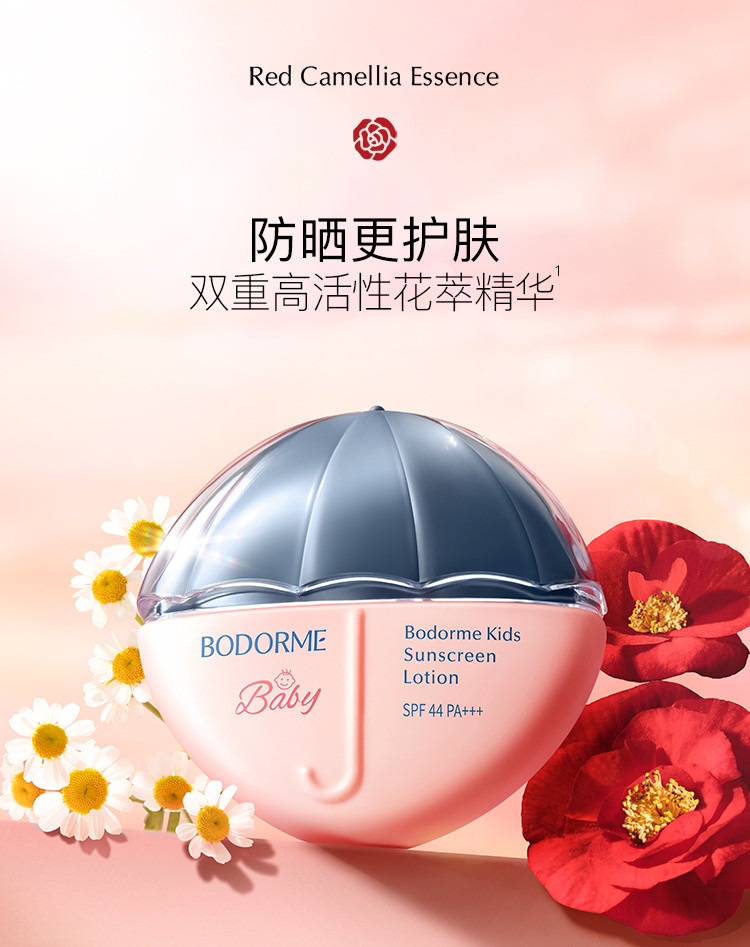 Red Camellia Essence
防晒更护肤
双重高活性花萃精华1
BODORME
Baby
Bodorme Kids
Sunscreen
Lotion
SPF 44 PA+++